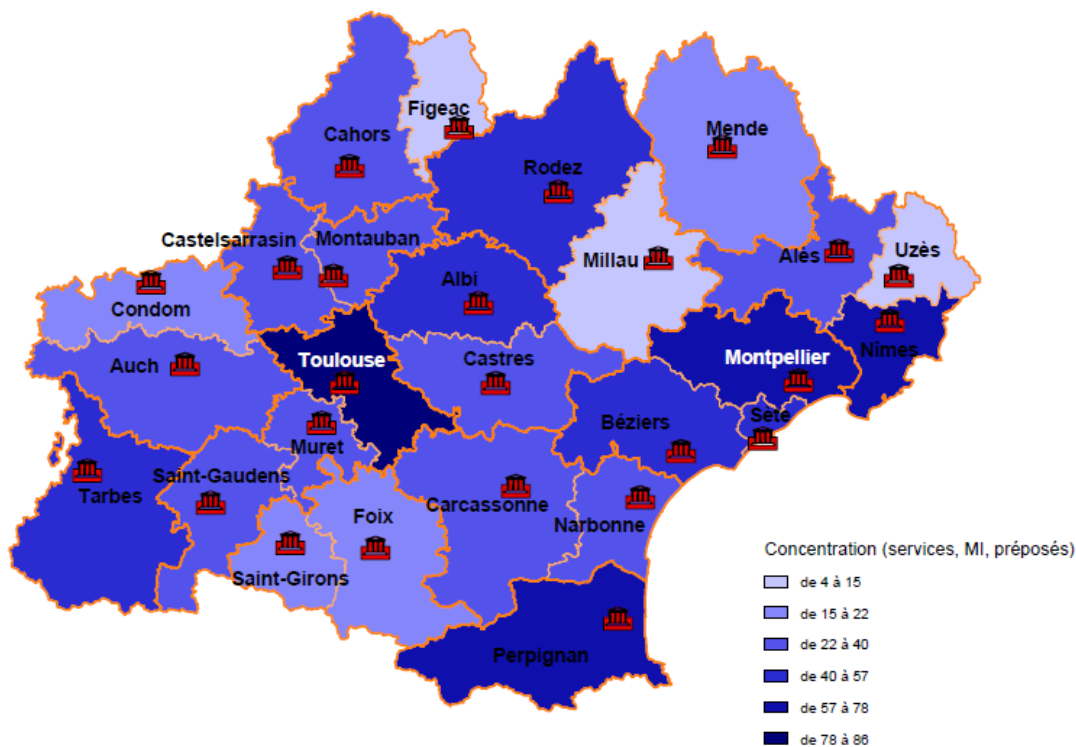 Figeac
Cahors
Mende
Rodez
Castelsarrasin
Montauban
Millau
Alès
Uzès
Albi
Condom
Toulouse
Castres
Montpellier
Nîmes
Auch
Béziers
Sète
Muret
Saint-Gaudens
Tarbes
Carcassonne
Foix
Narbonne
Saint-Girons
Perpignan
Concentration (services, MI, préposés)
de 4 à 15
de 15 à 22
de 22 à 40
de 40 à 57
de 57 à 78
de 78 à 86